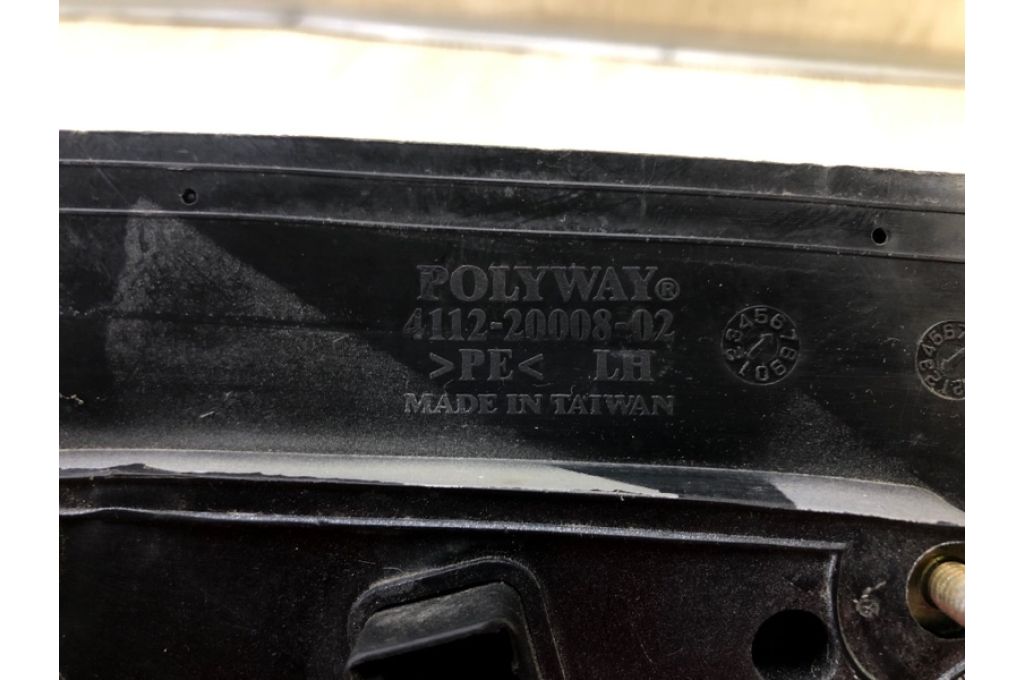 POLYWAY®
4112-20008-02
>PE< LH
MADE IN TAIWAN